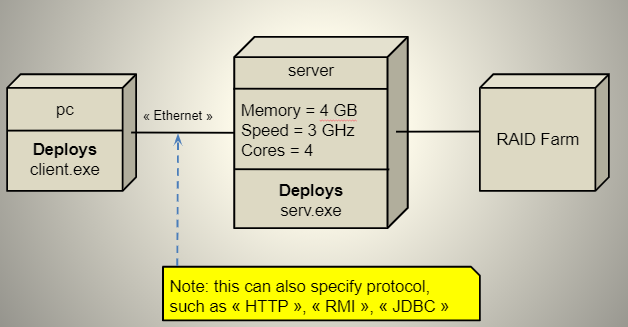 pc
Deploys
client.exe
« Ethernet »
server
Memory = 4 GB
Speed = 3 GHz
Cores = 4
Deploys
serv.exe
RAID Farm
Note: this can also specify protocol,
such as « HTTP », « RMI », « JDBC »